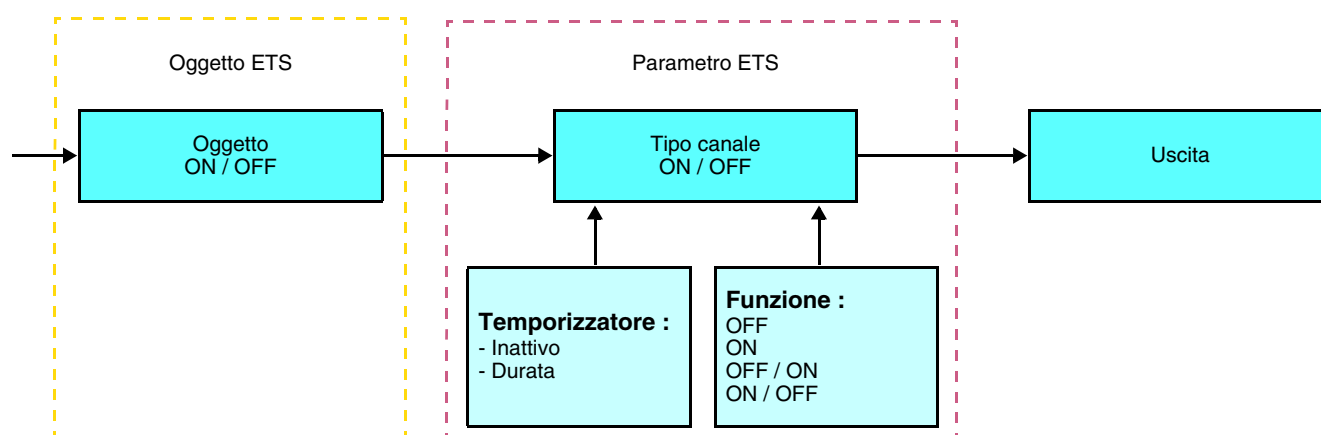 Oggetto ETS
Parametro ETS
Oggetto
ON / OFF
Tipo canale
ON / OFF
Uscita
Temporizzatore :
- Inattivo
- Durata
Funzione :
OFF
ON
OFF / ON
ON / OFF